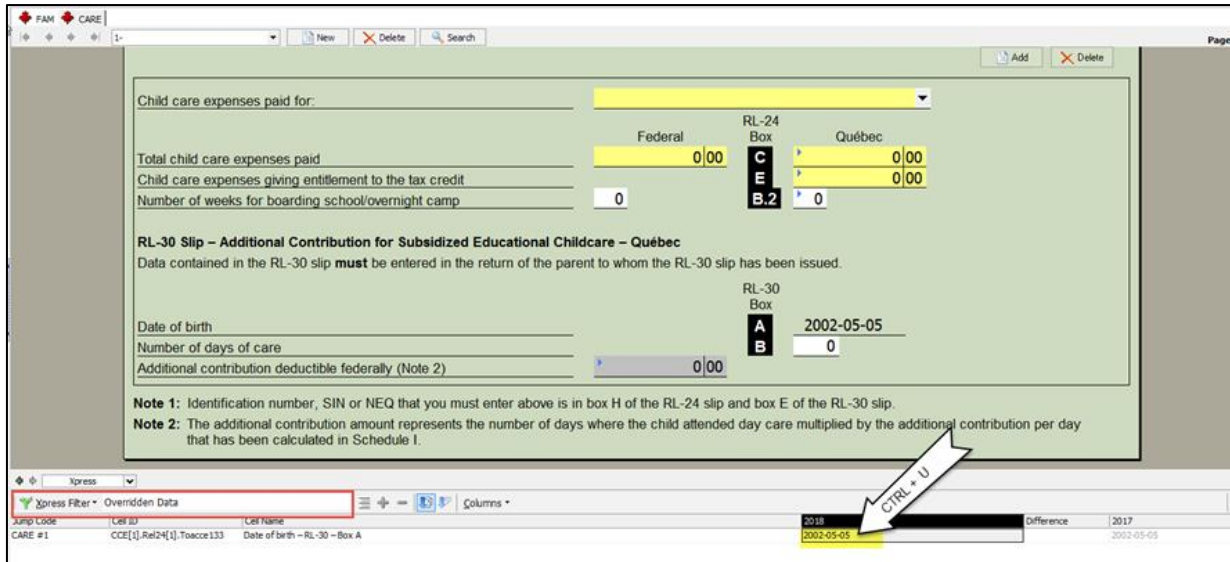 FAM CARE
1- New Delete Search Page
Add Delete
Child care expenses paid for:
RL-24
Federal Box Québec
Total child care expenses paid 0 00 C 0 00
Child care expenses giving entitlement to the tax credit E 0 00
Number of weeks for boarding school/overnight camp 0 B.2 0
RL-30 Slip – Additional Contribution for Subsidized Educational Childcare – Québec
Data contained in the RL-30 slip must be entered in the return of the parent to whom the RL-30 slip has been issued.
RL-30
Box
Date of birth A 2002-05-05
Number of days of care B 0
Additional contribution deductible federally (Note 2) 0 00
Note 1: Identification number, SIN or NEQ that you must enter above is in box H of the RL-24 slip and box E of the RL-30 slip.
Note 2: The additional contribution amount represents the number of days where the child attended day care multiplied by the additional contribution per day
that has been calculated in Schedule I.
CTRL + U
Xpress
Xpress Filter Overridden Data Columns
Jump Code Cell ID Cell Name 2018 Difference 2017
CARE #1 CCE[1].Rel24[1].Toacce133 Date of birth – RL-30 – Box A 2002-05-05 2002-05-05